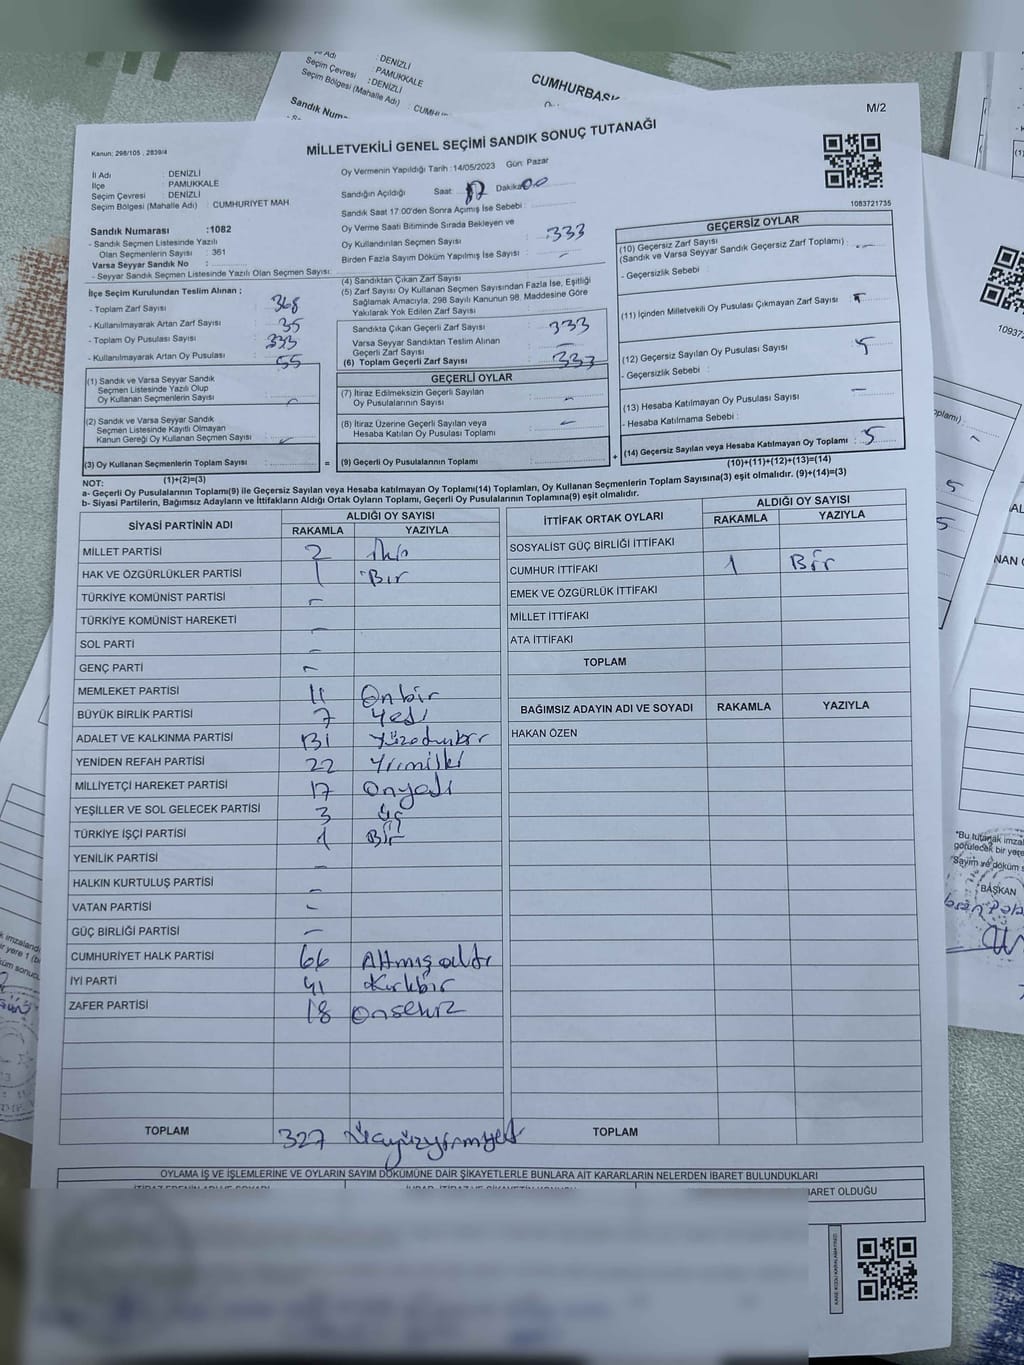 İl Adı : DENİZLİ
Seçim Çevresi : PAMUKKALE
Seçim Bölgesi (Mahalle Adı) : DENİZLİ
CUMHU
Sandık Numa
CUMHURBAŞK
M/2
MİLLETVEKİLİ GENEL SEÇİMİ SANDIK SONUÇ TUTANAĞI
Kanun; 298/105 , 2839/4
İl Adı : DENİZLİ
İlçe : PAMUKKALE
Seçim Çevresi : DENİZLİ
Seçim Bölgesi (Mahalle Adı) : CUMHURİYET MAH.
Sandık Numarası :1082
- Sandık Seçmen Listesinde Yazılı
Olan Seçmenlerin Sayısı : 361
Varsa Seyyar Sandık No :
- Seyyar Sandık Seçmen Listesinde Yazılı Olan Seçmen Sayısı:
Oy Vermenin Yapıldığı Tarih :14/05/2023 Gün: Pazar
Sandığın Açıldığı Saat: 17 Dakika: 00
Sandık Saat 17.00'den Sonra Açımış İse Sebebi :
Oy Verme Saati Bitiminde Sırada Bekleyen ve
Oy Kullandırılan Seçmen Sayısı : 333
Birden Fazla Sayım Döküm Yapılmış İse Sayısı : -
1083721735
İlçe Seçim Kurulundan Teslim Alınan ;
- Toplam Zarf Sayısı : 368
- Kullanılmayarak Artan Zarf Sayısı : 35
- Toplam Oy Pusulası Sayısı : 333
- Kullanılmayarak Artan Oy Pusulası : 55
(1) Sandık ve Varsa Seyyar Sandık
Seçmen Listesinde Yazılı Olup
Oy Kullanan Seçmenlerin Sayısı :
(2) Sandık ve Varsa Seyyar Sandık
Seçmen Listesinde Kayıtlı Olmayan
Kanun Gereği Oy Kullanan Seçmen Sayısı :
(3) Oy Kullanan Seçmenlerin Toplam Sayısı :
(1)+(2)=(3)
(4) Sandıktan Çıkan Zarf Sayısı :
(5) Zarf Sayısı Oy Kullanan Seçmen Sayısından Fazla İse, Eşitliği
Sağlamak Amacıyla, 298 Sayılı Kanunun 98. Maddesine Göre
Yakılarak Yok Edilen Zarf Sayısı :
Sandıkta Çıkan Geçerli Zarf Sayısı : 333
Varsa Seyyar Sandıktan Teslim Alınan
Geçerli Zarf Sayısı : -
(6) Toplam Geçerli Zarf Sayısı : 333
GEÇERLİ OYLAR
(7) İtiraz Edilmeksizin Geçerli Sayılan
Oy Pusulalarının Sayısı : -
(8) İtiraz Üzerine Geçerli Sayılan veya
Hesaba Katılan Oy Pusulası Toplamı : -
= (9) Geçerli Oy Pusulalarının Toplamı :
GEÇERSİZ OYLAR
(10) Geçersiz Zarf Sayısı
(Sandık ve Varsa Seyyar Sandık Geçersiz Zarf Toplamı) : -
- Geçersizlik Sebebi :
(11) İçinden Milletvekili Oy Pusulası Çıkmayan Zarf Sayısı :
(12) Geçersiz Sayılan Oy Pusulası Sayısı : 5
- Geçersizlik Sebebi :
(13) Hesaba Katılmayan Oy Pusulası Sayısı : -
- Hesaba Katılmama Sebebi :
+ (14) Geçersiz Sayılan veya Hesaba Katılmayan Oy Toplamı : 5
(10)+(11)+(12)+(13)=(14)
NOT:
a- Geçerli Oy Pusulalarının Toplamı(9) ile Geçersiz Sayılan veya Hesaba Katılmayan Oy Toplamı(14) Toplamları, Oy Kullanan Seçmenlerin Toplam Sayısına(3) eşit olmalıdır. (9)+(14)=(3)
b- Siyasi Partilerin, Bağımsız Adayların ve İttifakların Aldığı Ortak Oyların Toplamı, Geçerli Oy Pusulalarının Toplamına(9) eşit olmalıdır.
SİYASİ PARTİNİN ADI ALDIĞI OY SAYISI
RAKAMLA YAZIYLA
MİLLET PARTİSİ 2 İki
HAK VE ÖZGÜRLÜKLER PARTİSİ 1 Bir
TÜRKİYE KOMÜNİST PARTİSİ -
TÜRKİYE KOMÜNİST HAREKETİ -
SOL PARTİ -
GENÇ PARTİ -
MEMLEKET PARTİSİ 11 Onbir
BÜYÜK BİRLİK PARTİSİ 7 Yedi
ADALET VE KALKINMA PARTİSİ 131 Yüzotuzbir
YENİDEN REFAH PARTİSİ 22 Yirmiiki
MİLLİYETÇİ HAREKET PARTİSİ 17 Onyedi
YEŞİLLER VE SOL GELECEK PARTİSİ 3 Üç
TÜRKİYE İŞÇİ PARTİSİ 1 Bir
YENİLİK PARTİSİ -
HALKIN KURTULUŞ PARTİSİ -
VATAN PARTİSİ -
GÜÇ BİRLİĞİ PARTİSİ -
CUMHURİYET HALK PARTİSİ 66 Altmışaltı
İYİ PARTİ 41 Kırkbir
ZAFER PARTİSİ 18 Onsekiz
TOPLAM 327 Üçyüzyirmiyedi
İTTİFAK ORTAK OYLARI ALDIĞI OY SAYISI
RAKAMLA YAZIYLA
SOSYALİST GÜÇ BİRLİĞİ İTTİFAKI
CUMHUR İTTİFAKI 1 Bir
EMEK VE ÖZGÜRLÜK İTTİFAKI
MİLLET İTTİFAKI
ATA İTTİFAKI
TOPLAM
BAĞIMSIZ ADAYIN ADI VE SOYADI RAKAMLA YAZIYLA
HAKAN ÖZEN
TOPLAM
OYLAMA İŞ VE İŞLEMLERİNE VE OYLARIN SAYIM DÖKÜMÜNE DAİR ŞİKAYETLERLE BUNLARA AİT KARARLARIN NELERDEN İBARET BULUNDUKLARI
BARET OLDUĞU
10937
oplamı) :
5
5
NAN O
*Bu tutanak imza
görülecek bir yere
*Sayım ve döküm s
BAŞKAN